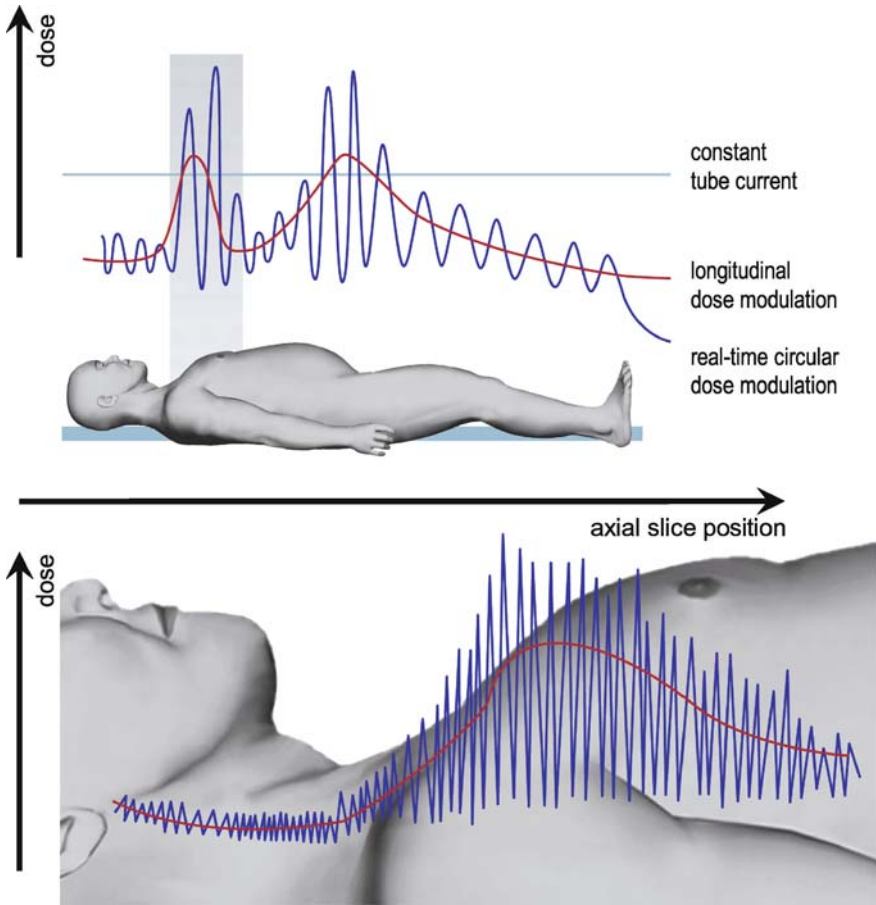 dose
constant
tube current
longitudinal
dose modulation
real-time circular
dose modulation
axial slice position
dose